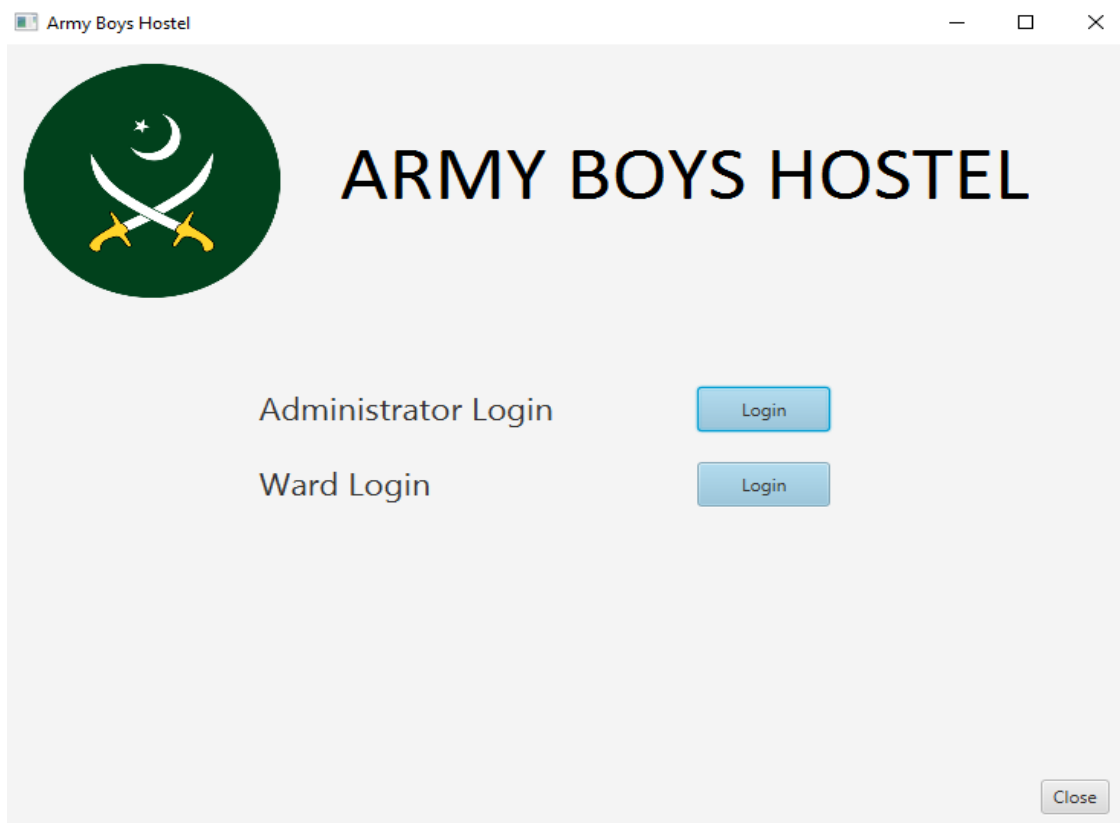 Army Boys Hostel
ARMY BOYS HOSTEL
Administrator Login Login
Ward Login Login
Close